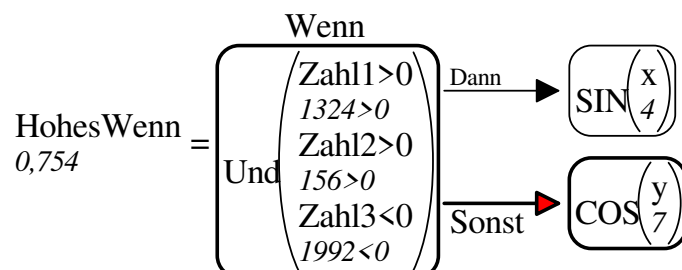 Wenn
HohesWenn =
0,754
Und
Zahl1>0
1324>0
Zahl2>0
156>0
Zahl3<0
1992<0
Dann
SIN
x
4
Sonst
COS
y
7